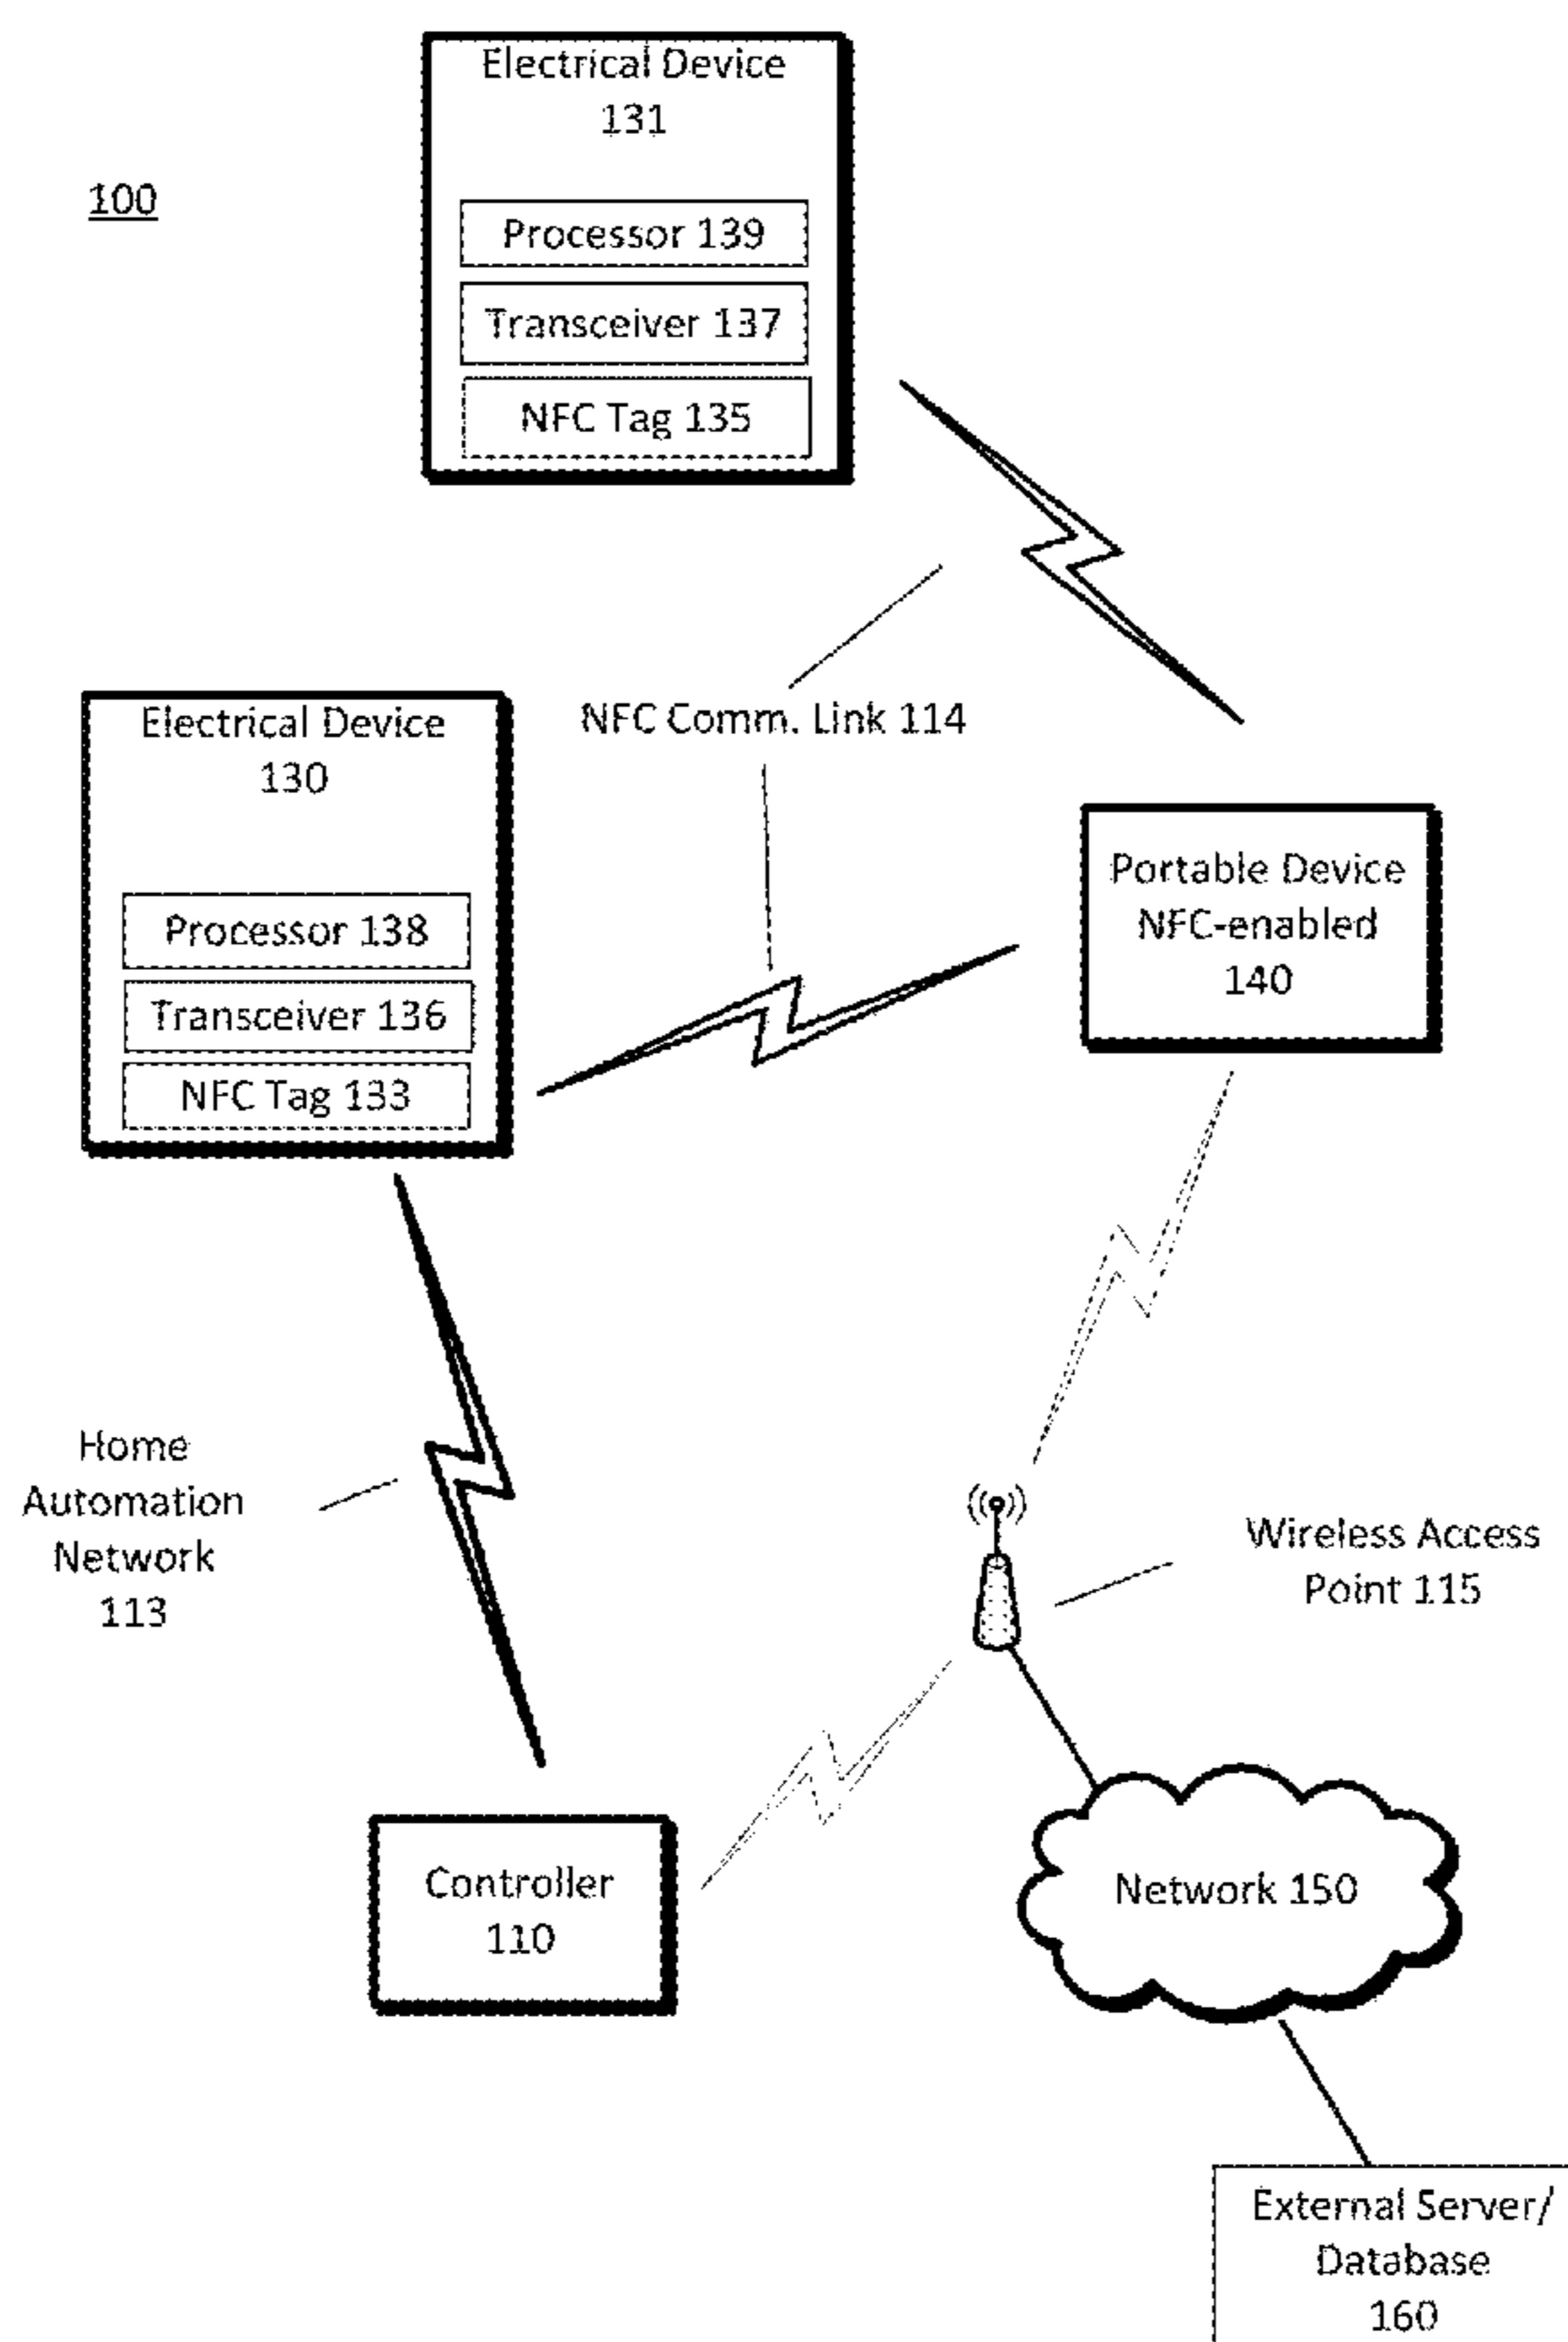 Electrical Device
131
100
Processor 139
Transceiver 137
NFC Tag 135
Electrical Device
130
NFC Comm. Link 114
Processor 138
Transceiver 136
NFC Tag 133
Portable Device
NFC-enabled
140
Home
Automation
Network
113
Wireless Access
Point 115
Controller
110
Network 150
External Server/
Database
160